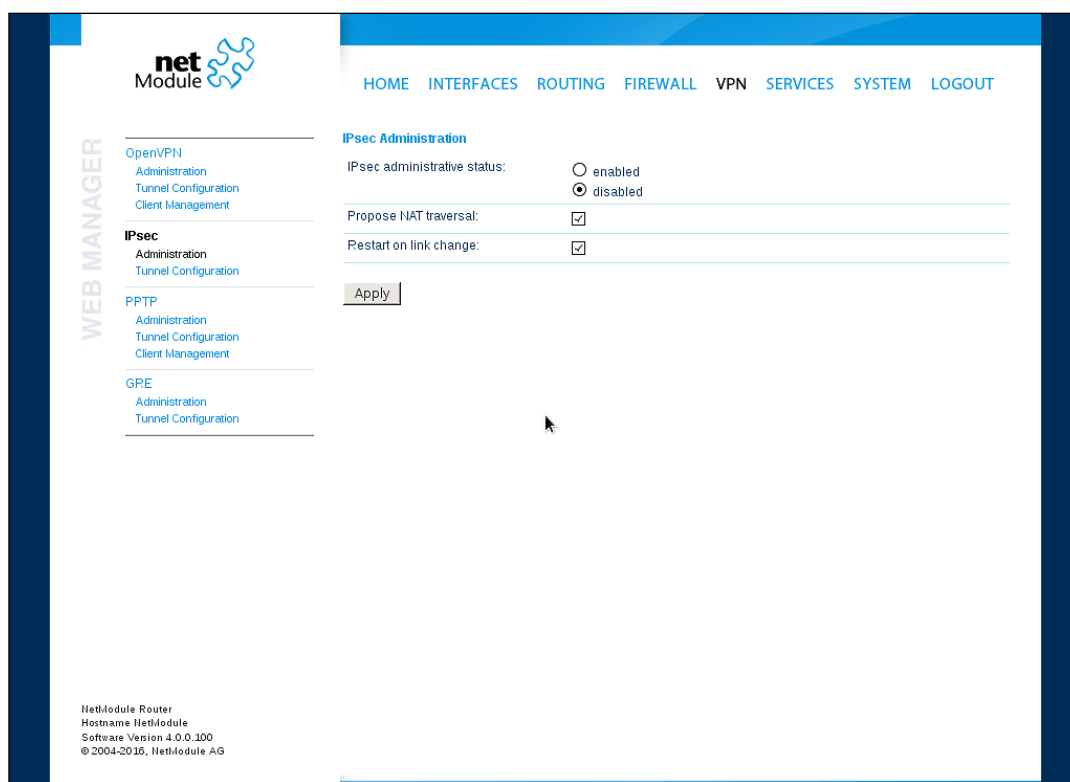 net
Module
HOME INTERFACES ROUTING FIREWALL VPN SERVICES SYSTEM LOGOUT
WEB MANAGER
OpenVPN
Administration
Tunnel Configuration
Client Management
IPsec
Administration
Tunnel Configuration
PPTP
Administration
Tunnel Configuration
Client Management
GRE
Administration
Tunnel Configuration
IPsec Administration
IPsec administrative status:
enabled
disabled
Propose NAT traversal:
Restart on link change:
Apply
NetModule Router
Hostname NetModule
Software Version 4.0.0.100
© 2004-2016, NetModule AG